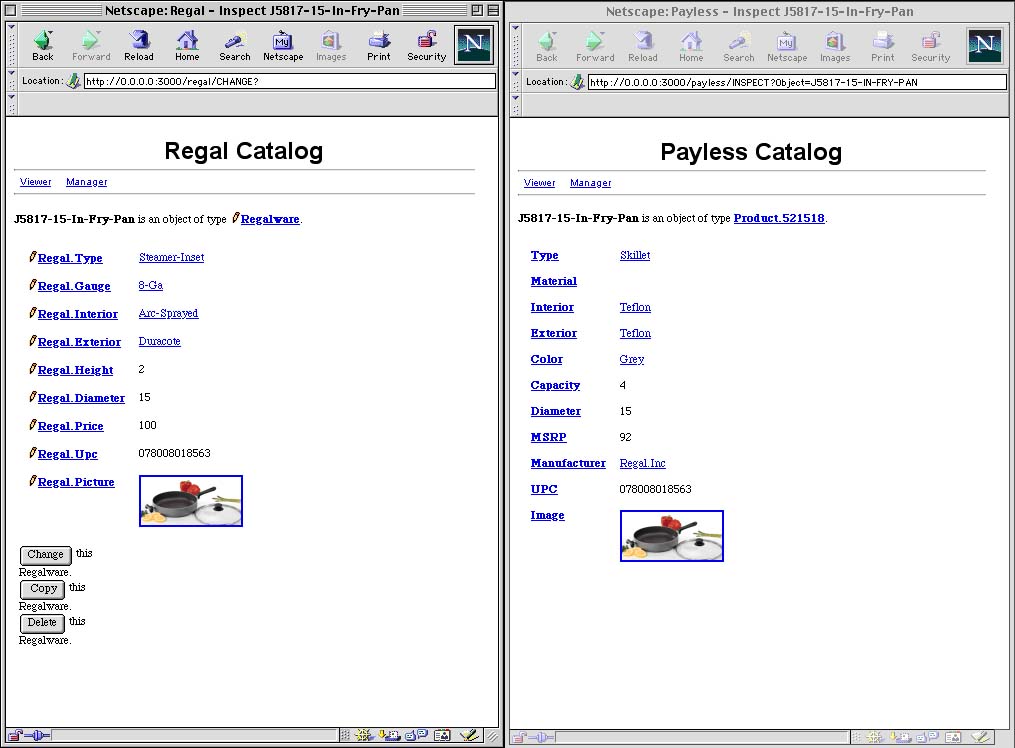 Netscape: Regal - Inspect J5817-15-In-Fry-Pan
Back Forward Reload Home Search Netscape Images Print Security
My
N
Location: http://0.0.0.0:3000/regal/CHANGE?
Regal Catalog
Viewer Manager
J5817-15-In-Fry-Pan is an object of type Regalware.
Regal.Type Steamer-Inset
Regal.Gauge 8-Ga
Regal.Interior Arc-Sprayed
Regal.Exterior Duracote
Regal.Height 2
Regal.Diameter 15
Regal.Price 100
Regal.Upc 078008018563
Regal.Picture
Change this
Regalware.
Copy this
Regalware.
Delete this
Regalware.
Netscape: Payless - Inspect J5817-15-In-Fry-Pan
Back Forward Reload Home Search Netscape Images Print Security
My
N
Location: http://0.0.0.0:3000/payless/INSPECT?Object=J5817-15-IN-FRY-PAN
Payless Catalog
Viewer Manager
J5817-15-In-Fry-Pan is an object of type Product.521518.
Type Skillet
Material
Interior Teflon
Exterior Teflon
Color Grey
Capacity 4
Diameter 15
MSRP 92
Manufacturer Regal.Inc
UPC 078008018563
Image